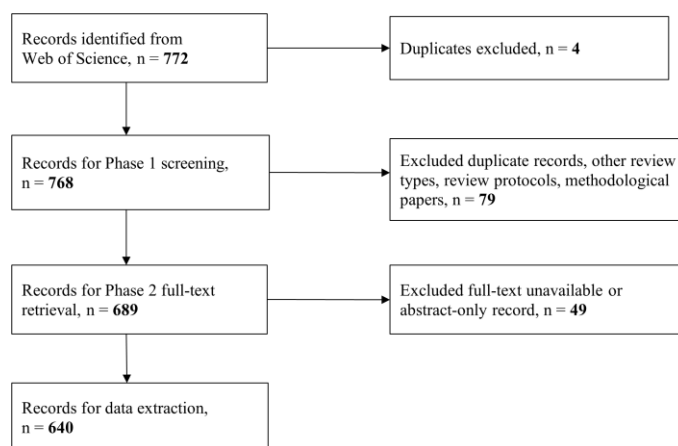 Records identified from
Web of Science, n = 772
Duplicates excluded, n = 4
Records for Phase 1 screening,
n = 768
Excluded duplicate records, other review
types, review protocols, methodological
papers, n = 79
Records for Phase 2 full-text
retrieval, n = 689
Excluded full-text unavailable or
abstract-only record, n = 49
Records for data extraction,
n = 640